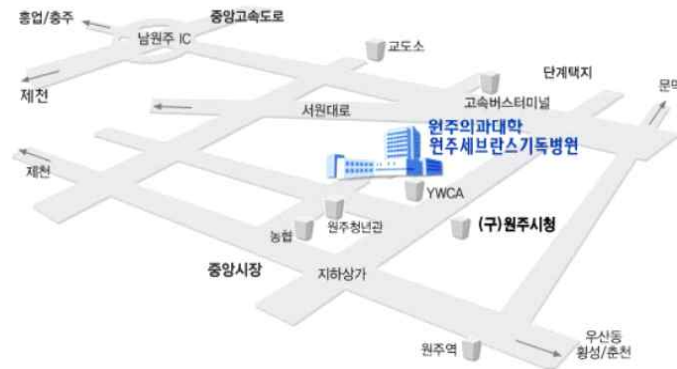 홍업/충주
중앙고속도로
남원주 IC
교도소
제천
단계택지
고속버스터미널
문막
서원대로
원주의과대학
원주세브란스기독병원
제천
YWCA
원주청년관
(구)원주시청
농협
중앙시장
지하상가
원주역
우산동
횡성/춘천